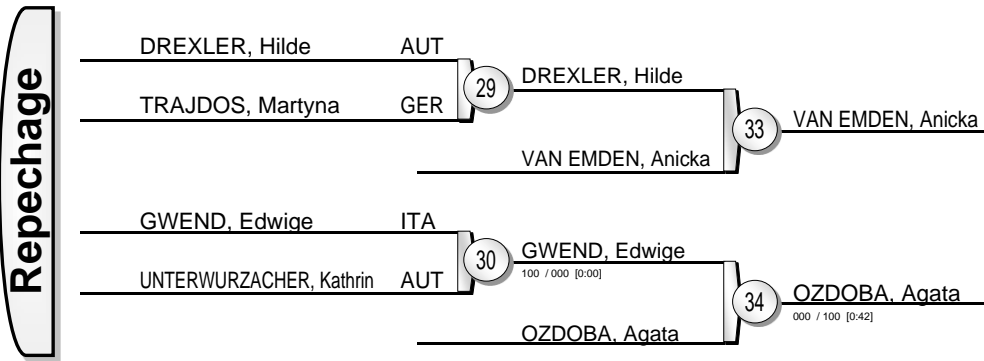 Repechage
DREXLER, Hilde AUT
TRAJDOS, Martyna GER
29
DREXLER, Hilde
VAN EMDEN, Anicka
33
VAN EMDEN, Anicka
GWEND, Edwige ITA
UNTERWURZACHER, Kathrin AUT
30
GWEND, Edwige
100 / 000 [0:00]
OZDOBA, Agata
34
OZDOBA, Agata
000 / 100 [0:42]